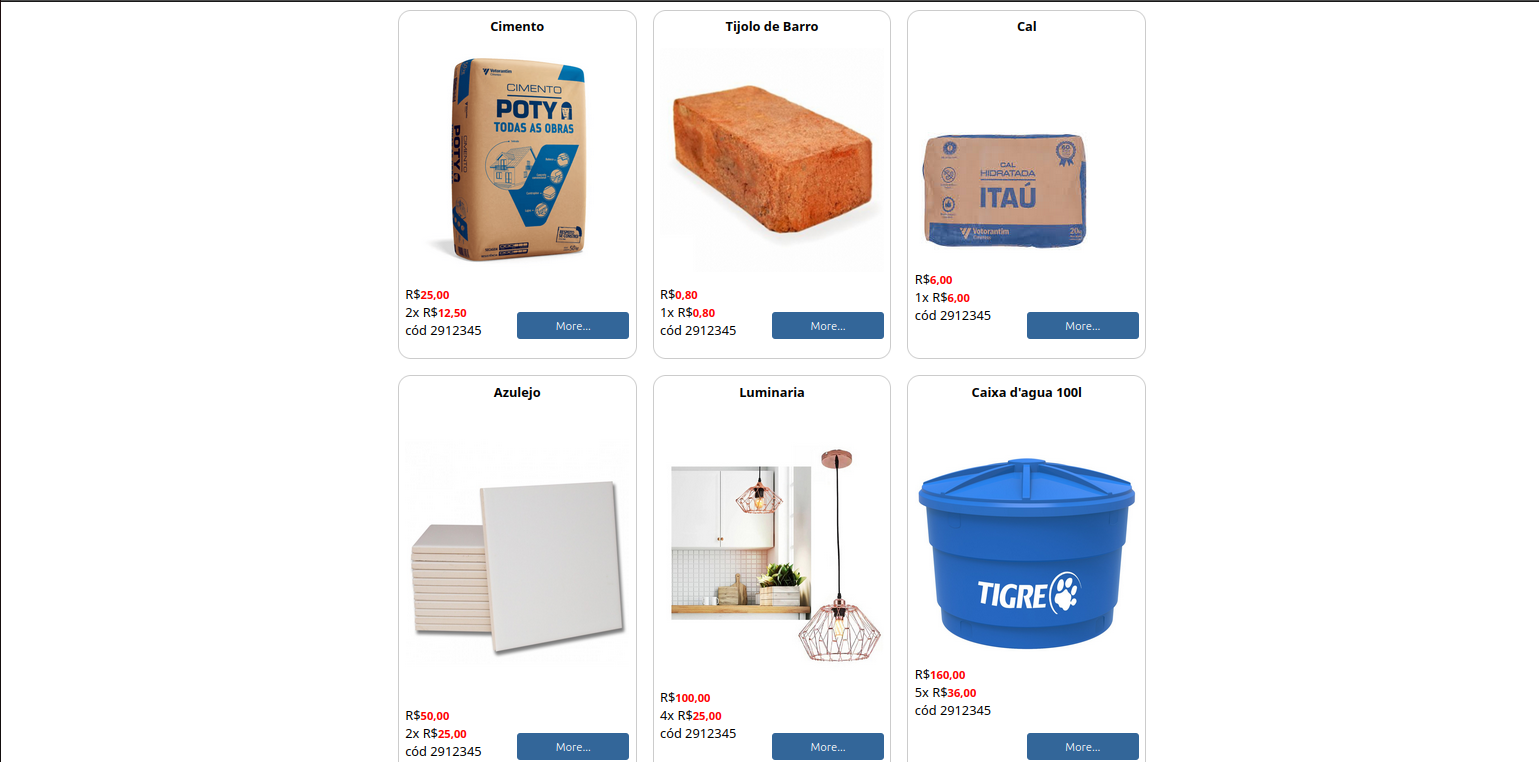 Cimento
Votorantim
Cimentos
CIMENTO
POTY
TODAS AS OBRAS
POTY
CIMENTO
R$25,00
2x R$12,50
cód 2912345
More...
Tijolo de Barro
R$0,80
1x R$0,80
cód 2912345
More...
Cal
CAL
HIDRATADA
ITAÚ
Votorantim
Cimentos
20kg
R$6,00
1x R$6,00
cód 2912345
More...
Azulejo
R$50,00
2x R$25,00
cód 2912345
More...
Luminaria
R$100,00
4x R$25,00
cód 2912345
More...
Caixa d'agua 100l
TIGRE
R$160,00
5x R$36,00
cód 2912345
More...